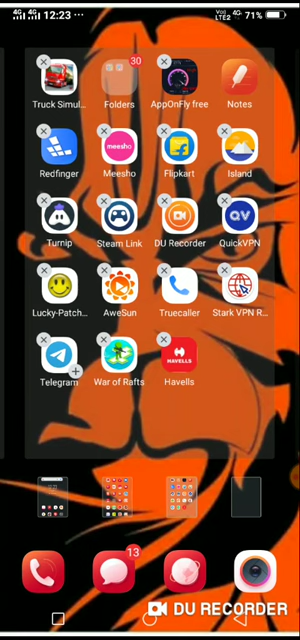 4G 4G 12:23 ··· Vo) LTE2 4G 71%
30
Truck Simul... Folders AppOnFly free Notes
meesho
Redfinger Meesho Flipkart Island
QV
Turnip Steam Link DU Recorder QuickVPN
Lucky-Patch... AweSun Truecaller Stark VPN R...
HAVELLS
Telegram War of Rafts Havells
13
DU RECORDER